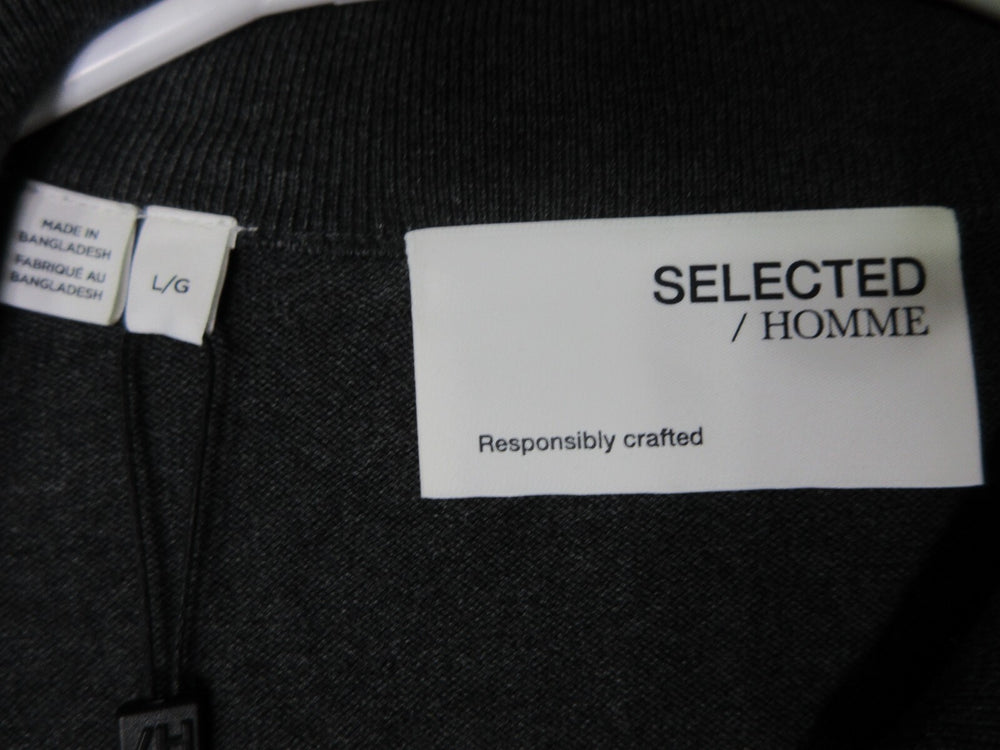 MADE IN
BANGLADESH
FABRIQUÉ AU
BANGLADESH
L/G
SELECTED
/ HOMME
Responsibly crafted
/H